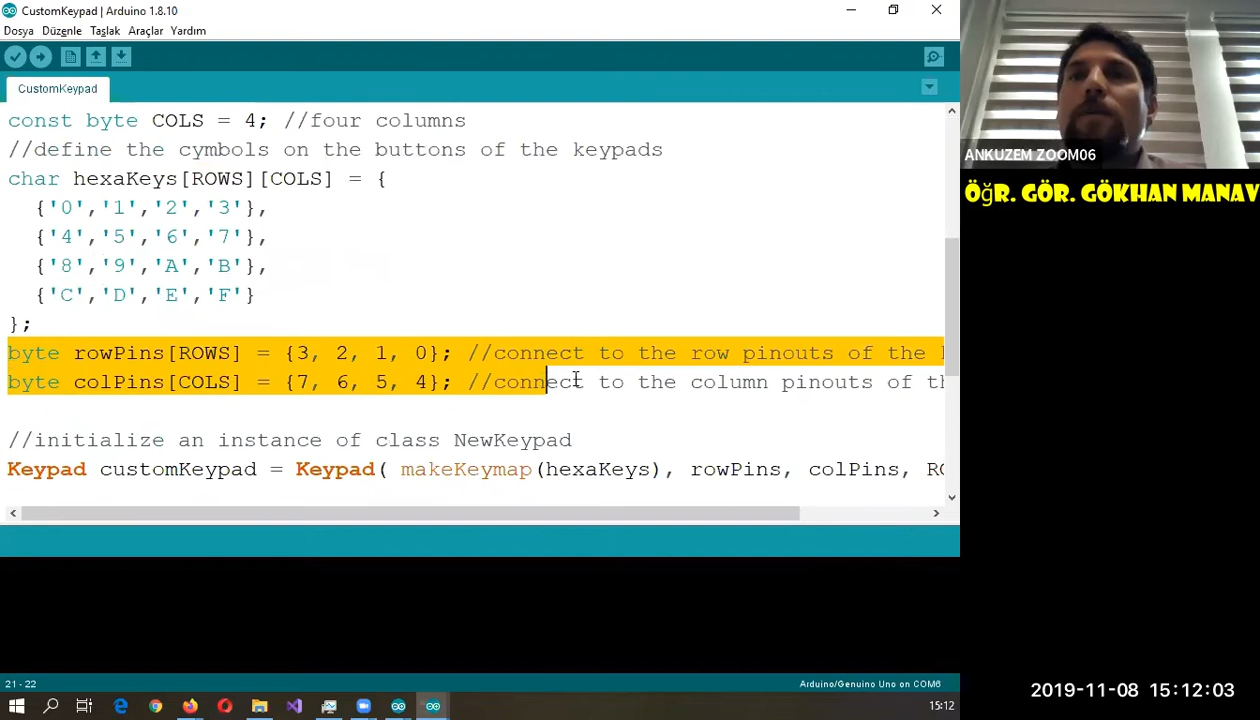 CustomKeypad | Arduino 1.8.10
Dosya Düzenle Taslak Araçlar Yardım
CustomKeypad
const byte COLS = 4; //four columns
//define the cymbols on the buttons of the keypads
char hexaKeys[ROWS][COLS] = {
{'0','1','2','3'},
{'4','5','6','7'},
{'8','9','A','B'},
{'C','D','E','F'}
};
byte rowPins[ROWS] = {3, 2, 1, 0}; //connect to the row pinouts of the
byte colPins[COLS] = {7, 6, 5, 4}; //connect to the column pinouts of th
//initialize an instance of class NewKeypad
Keypad customKeypad = Keypad( makeKeymap(hexaKeys), rowPins, colPins, RO
21 - 22
Arduino/Genuino Uno on COM6
15:12
ANKUZEM ZOOM06
ÖĞR. GÖR. GÖKHAN MANAV
2019-11-08 15:12:03